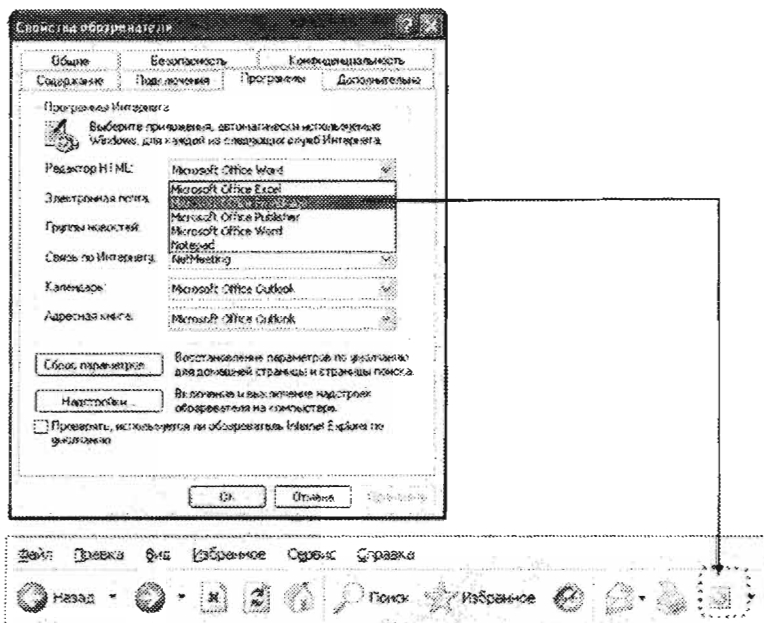 Свойства обозревателя
Общие Безопасность Конфиденциальность
Содержание Подключения Программы Дополнительно
Программы Интернета
Выберите приложения, автоматически используемые
Windows, для каждой из следующих служб Интернета.
Редактор HTML: Microsoft Office Word
Microsoft Office Excel
Электронная почта:
Microsoft Office Publisher
Группы новостей: Microsoft Office Word
Notepad
Связь по Интернету: NetMeeting
Календарь: Microsoft Office Outlook
Адресная книга: Microsoft Office Outlook
Сброс параметров... Восстановление параметров по умолчанию
для домашней страницы и страницы поиска.
Надстройки... Включение и выключение надстроек
обозревателя на компьютере.
Проверять, используется ли обозреватель Internet Explorer по
умолчанию
ОК Отмена Применить
Файл Правка Вид Избранное Сервис Справка
Назад Поиск Избранное